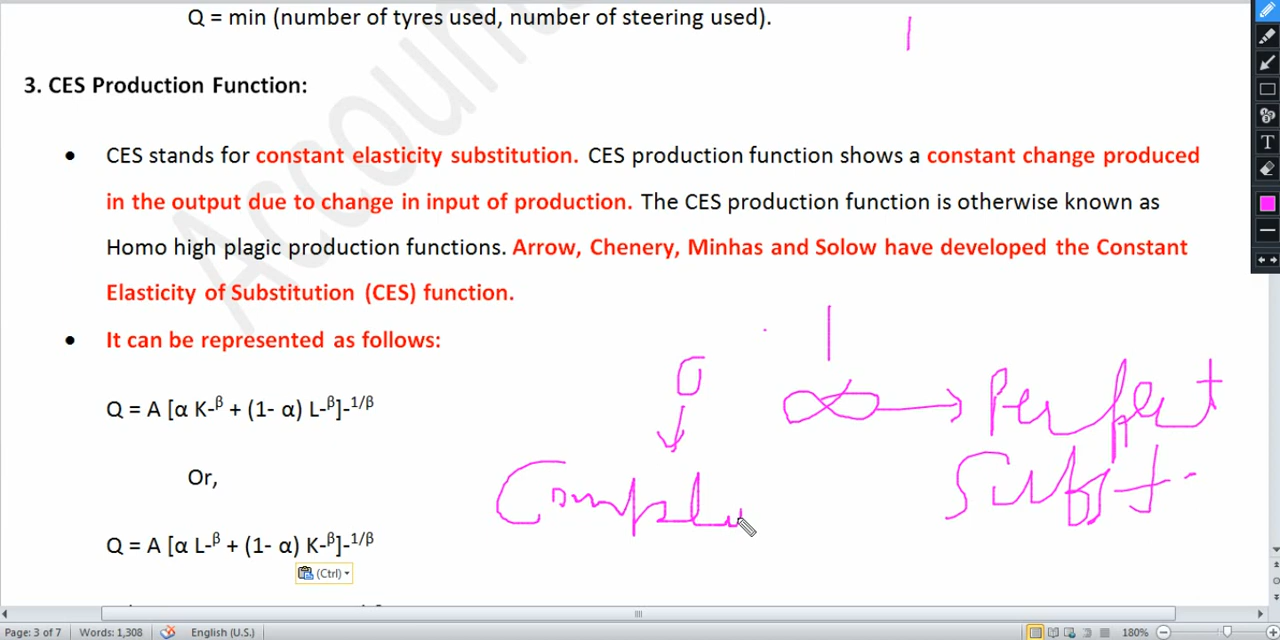 Q = min (number of tyres used, number of steering used).
3. CES Production Function:
• CES stands for constant elasticity substitution. CES production function shows a constant change produced
in the output due to change in input of production. The CES production function is otherwise known as
Homo high plagic production functions. Arrow, Chenery, Minhas and Solow have developed the Constant
Elasticity of Substitution (CES) function.
• It can be represented as follows:
Q = A [α K-β + (1- α) L-β]-1/β
0
∞ → Perfect
Subst.
Or,
Q = A [α L-β + (1- α) K-β]-1/β
(Ctrl)
Page: 3 of 7 Words: 1,308 English (U.S.) 180%